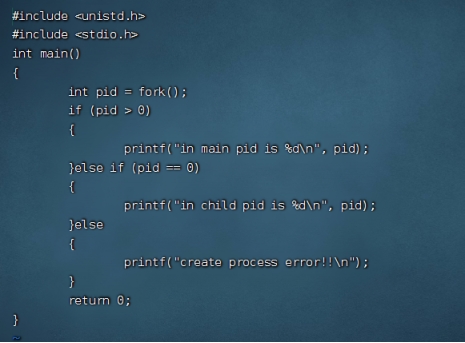 #include <unistd.h>
#include <stdio.h>
int main()
{
        int pid = fork();
        if (pid > 0)
        {
                printf("in main pid is %d\n", pid);
        }else if (pid == 0)
        {
                printf("in child pid is %d\n", pid);
        }else
        {
                printf("create process error!!\n");
        }
        return 0;
}
~